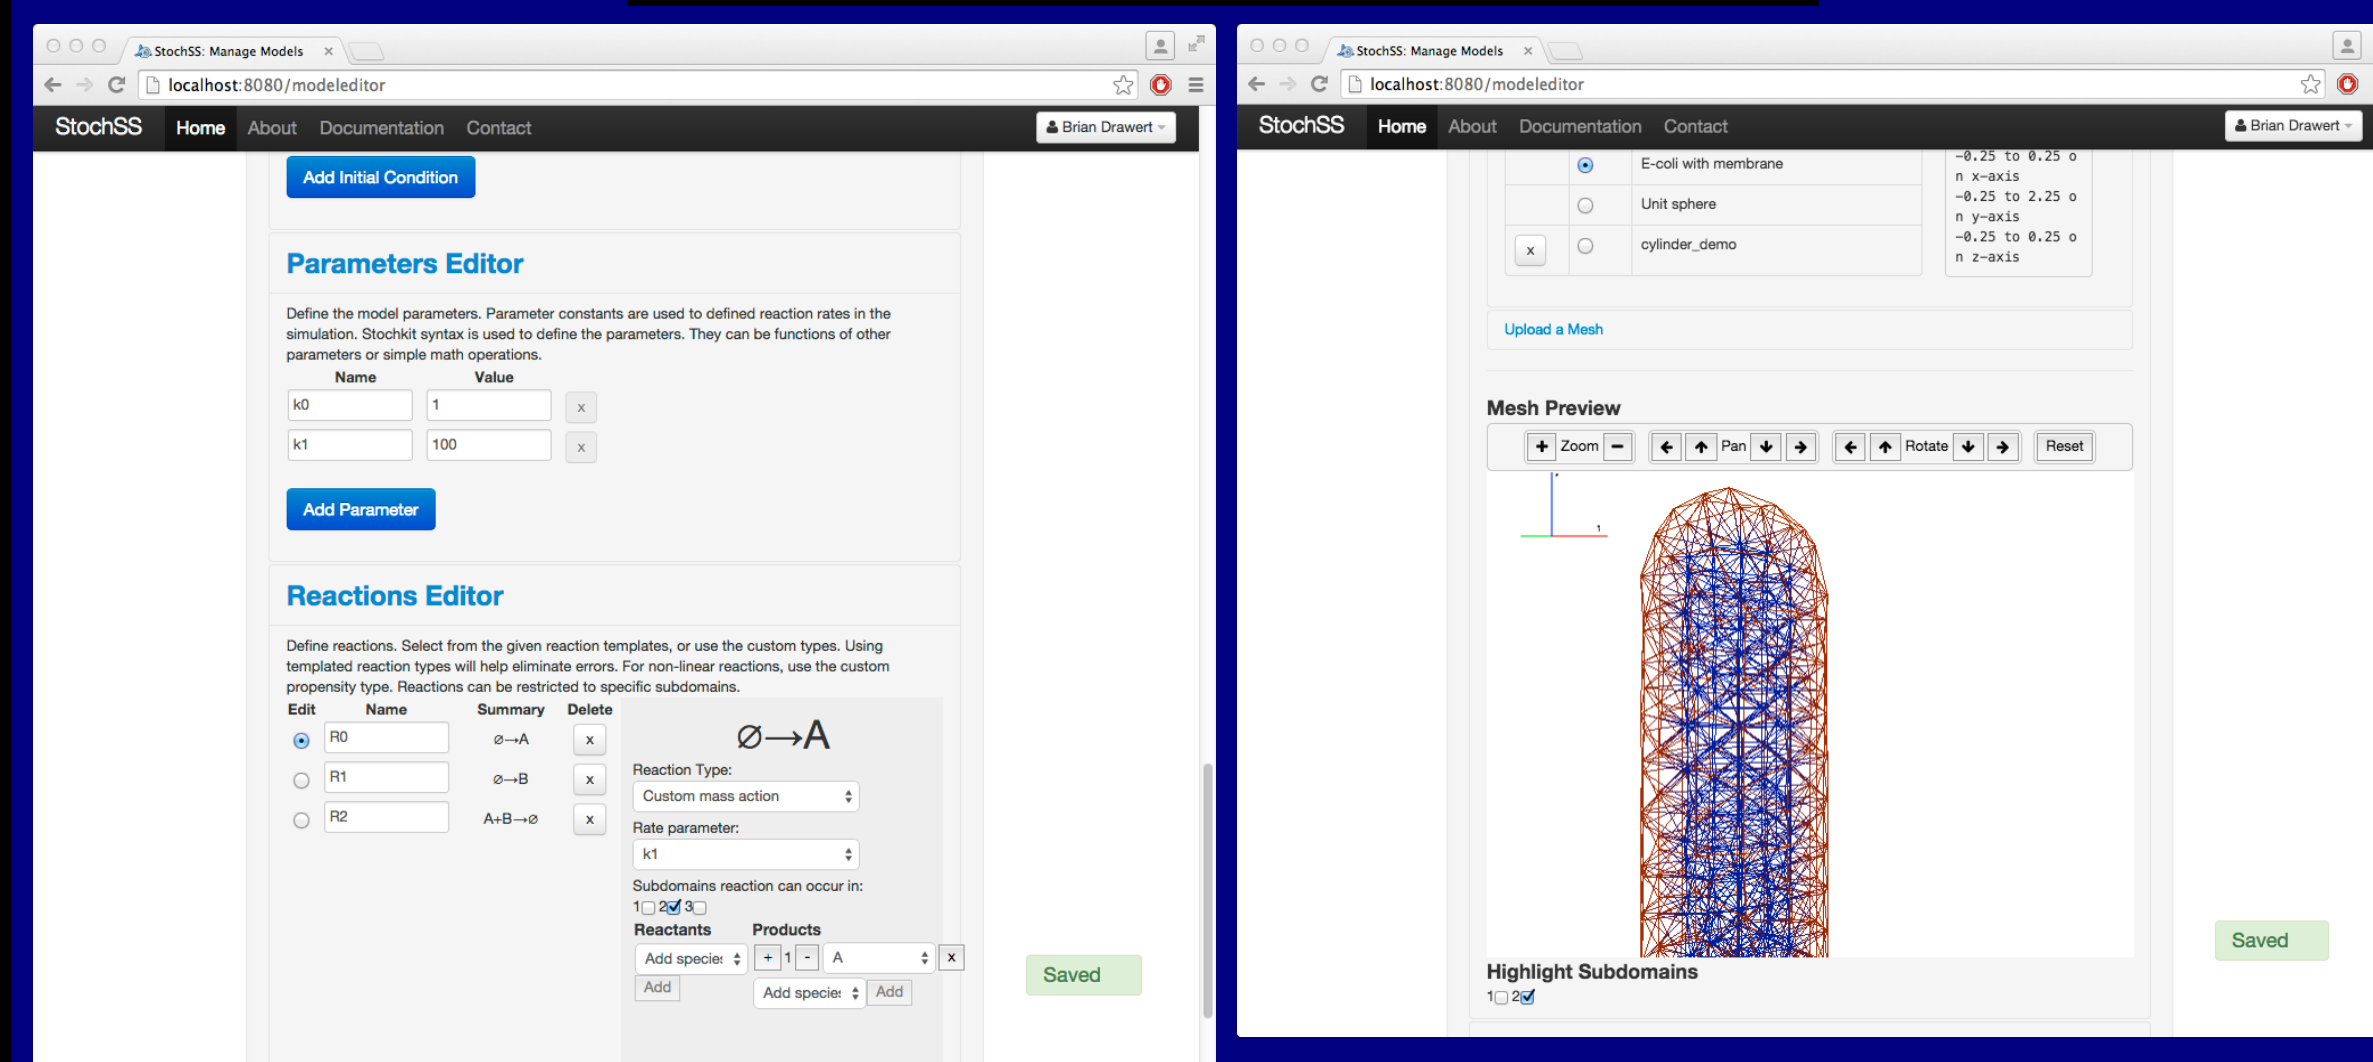 StochSS: Manage Models ×
localhost:8080/modeleditor
StochSS Home About Documentation Contact Brian Drawert
Add Initial Condition
Parameters Editor
Define the model parameters. Parameter constants are used to defined reaction rates in the
simulation. Stochkit syntax is used to define the parameters. They can be functions of other
parameters or simple math operations.
Name Value
k0 1 x
k1 100 x
Add Parameter
Reactions Editor
Define reactions. Select from the given reaction templates, or use the custom types. Using
templated reaction types will help eliminate errors. For non-linear reactions, use the custom
propensity type. Reactions can be restricted to specific subdomains.
Edit Name Summary Delete
R0 ∅→A x
R1 ∅→B x
R2 A+B→∅ x
∅→A
Reaction Type:
Custom mass action
Rate parameter:
k1
Subdomains reaction can occur in:
1 2 3
Reactants Products
Add species + 1 - A x
Add Add species Add
Saved
StochSS: Manage Models ×
localhost:8080/modeleditor
StochSS Home About Documentation Contact Brian Drawert
E-coli with membrane
Unit sphere
x cylinder_demo
-0.25 to 0.25 o
n x-axis
-0.25 to 2.25 o
n y-axis
-0.25 to 0.25 o
n z-axis
Upload a Mesh
Mesh Preview
+ Zoom − ← ↑ Pan ↓ → ← ↑ Rotate ↓ → Reset
1
Highlight Subdomains
1 2
Saved